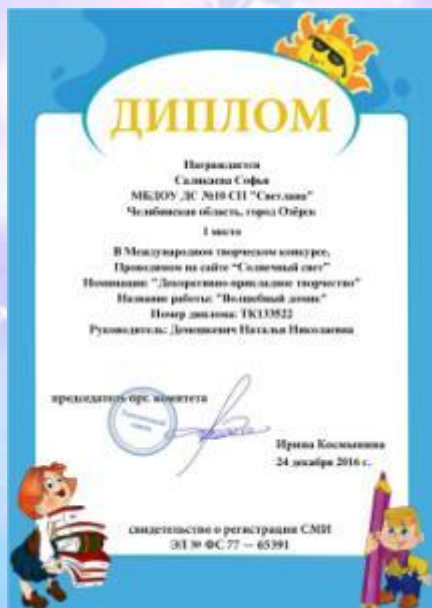 ДИПЛОМ
Награждается
Саликаева Софья
МБДОУ ДС №10 СП "Светлана"
Челябинская область, город Озёрск
1 место
В Международном творческом конкурсе,
Проводимом на сайте "Солнечный свет"
Номинация: "Декоративно-прикладное творчество"
Название работы: "Волшебный домик"
Номер диплома: ТК133522
Руководитель: Демешкевич Наталья Николаевна
председатель орг. комитета
Солнечный
свет
Ирина Космынина
24 декабря 2016 г.
свидетельство о регистрации СМИ
ЭЛ № ФС 77 — 65391